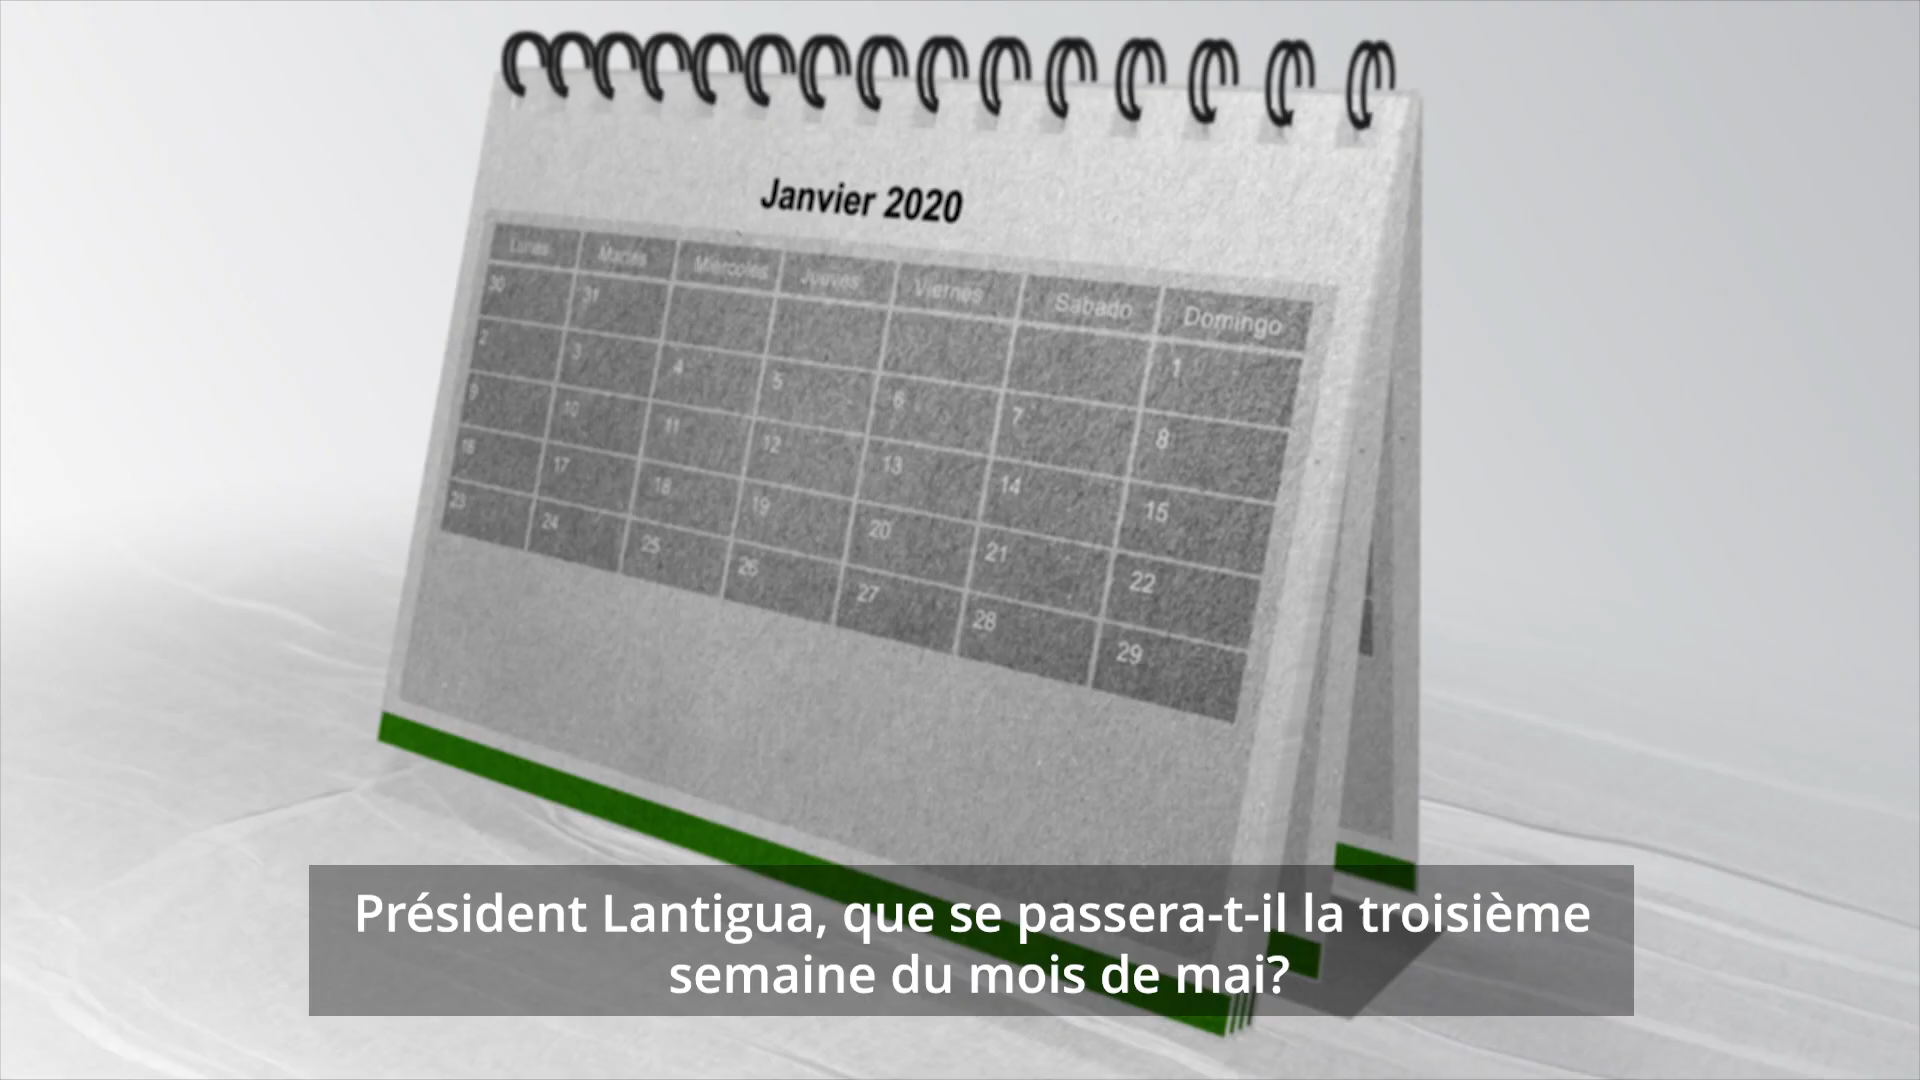 Janvier 2020
Lunes Martes Miércoles Jueves Viernes Sabado Domingo
30 31 1
2 3 4 5 6 7 8
9 10 11 12 13 14 15
16 17 18 19 20 21 22
23 24 25 26 27 28 29
Président Lantigua, que se passera-t-il la troisième
semaine du mois de mai?